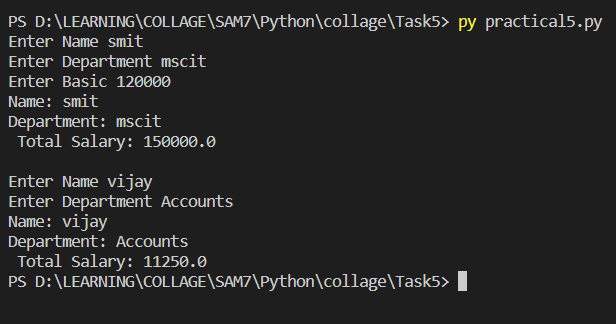 PS D:\LEARNING\COLLAGE\SAM7\Python\collage\Task5> py practical5.py
Enter Name smit
Enter Department mscit
Enter Basic 120000
Name: smit
Department: mscit
 Total Salary: 150000.0

Enter Name vijay
Enter Department Accounts
Name: vijay
Department: Accounts
 Total Salary: 11250.0
PS D:\LEARNING\COLLAGE\SAM7\Python\collage\Task5>